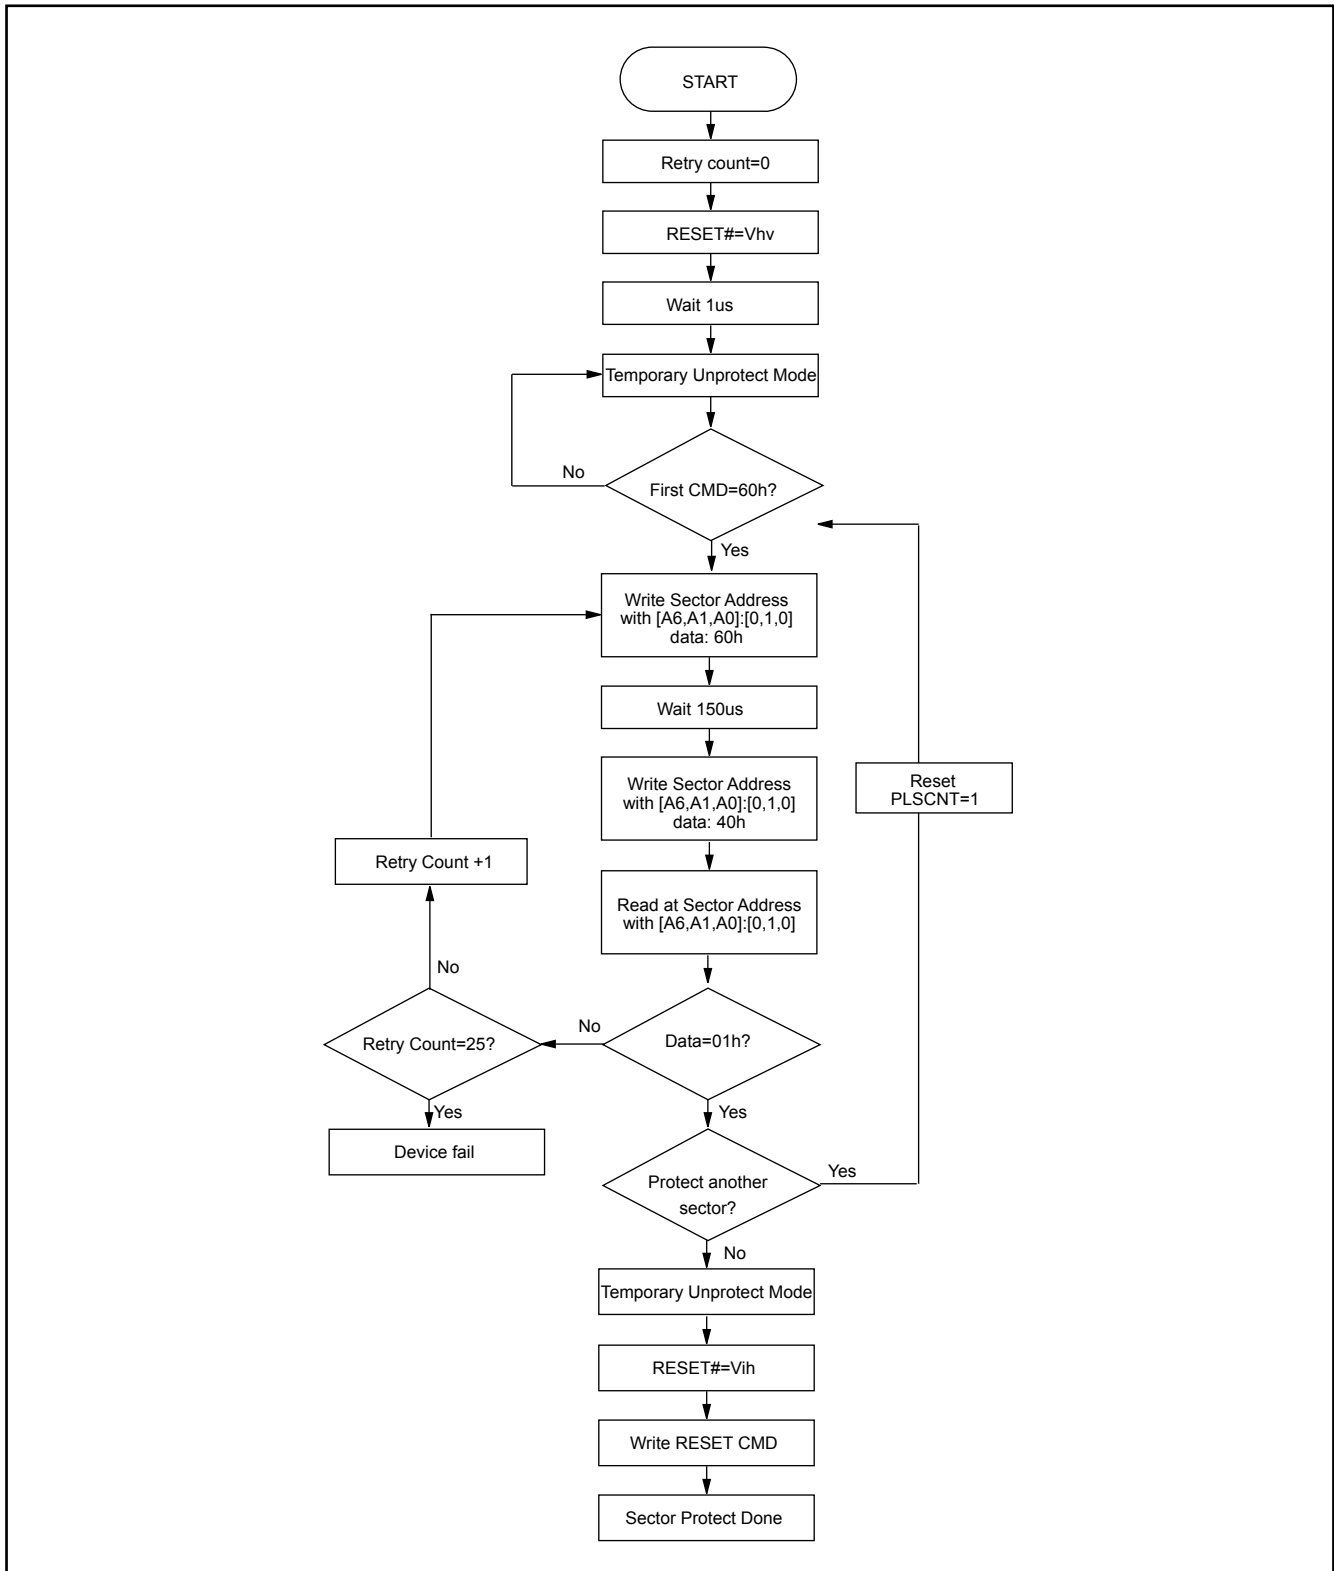 START
Retry count=0
RESET#=Vhv
Wait 1us
Temporary Unprotect Mode
No
First CMD=60h?
Yes
Write Sector Address
with [A6,A1,A0]:[0,1,0]
data: 60h
Wait 150us
Write Sector Address
with [A6,A1,A0]:[0,1,0]
data: 40h
Reset
PLSCNT=1
Retry Count +1
Read at Sector Address
with [A6,A1,A0]:[0,1,0]
No
Retry Count=25?
No
Data=01h?
Yes
Device fail
Yes
Protect another
sector?
Yes
No
Temporary Unprotect Mode
RESET#=Vih
Write RESET CMD
Sector Protect Done